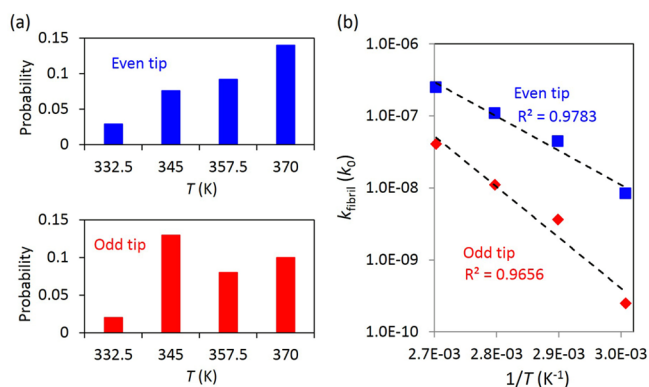 (a)
0.15
0.1
0.05
0
Probability
Even tip
332.5 345 357.5 370
T (K)
0.15
0.1
0.05
0
Probability
Odd tip
332.5 345 357.5 370
T (K)
(b)
1.0E-06
1.0E-07
1.0E-08
1.0E-09
1.0E-10
kfibril(k0)
Even tip
R² = 0.9783
Odd tip
R² = 0.9656
2.7E-03 2.8E-03 2.9E-03 3.0E-03
1/T (K-1)